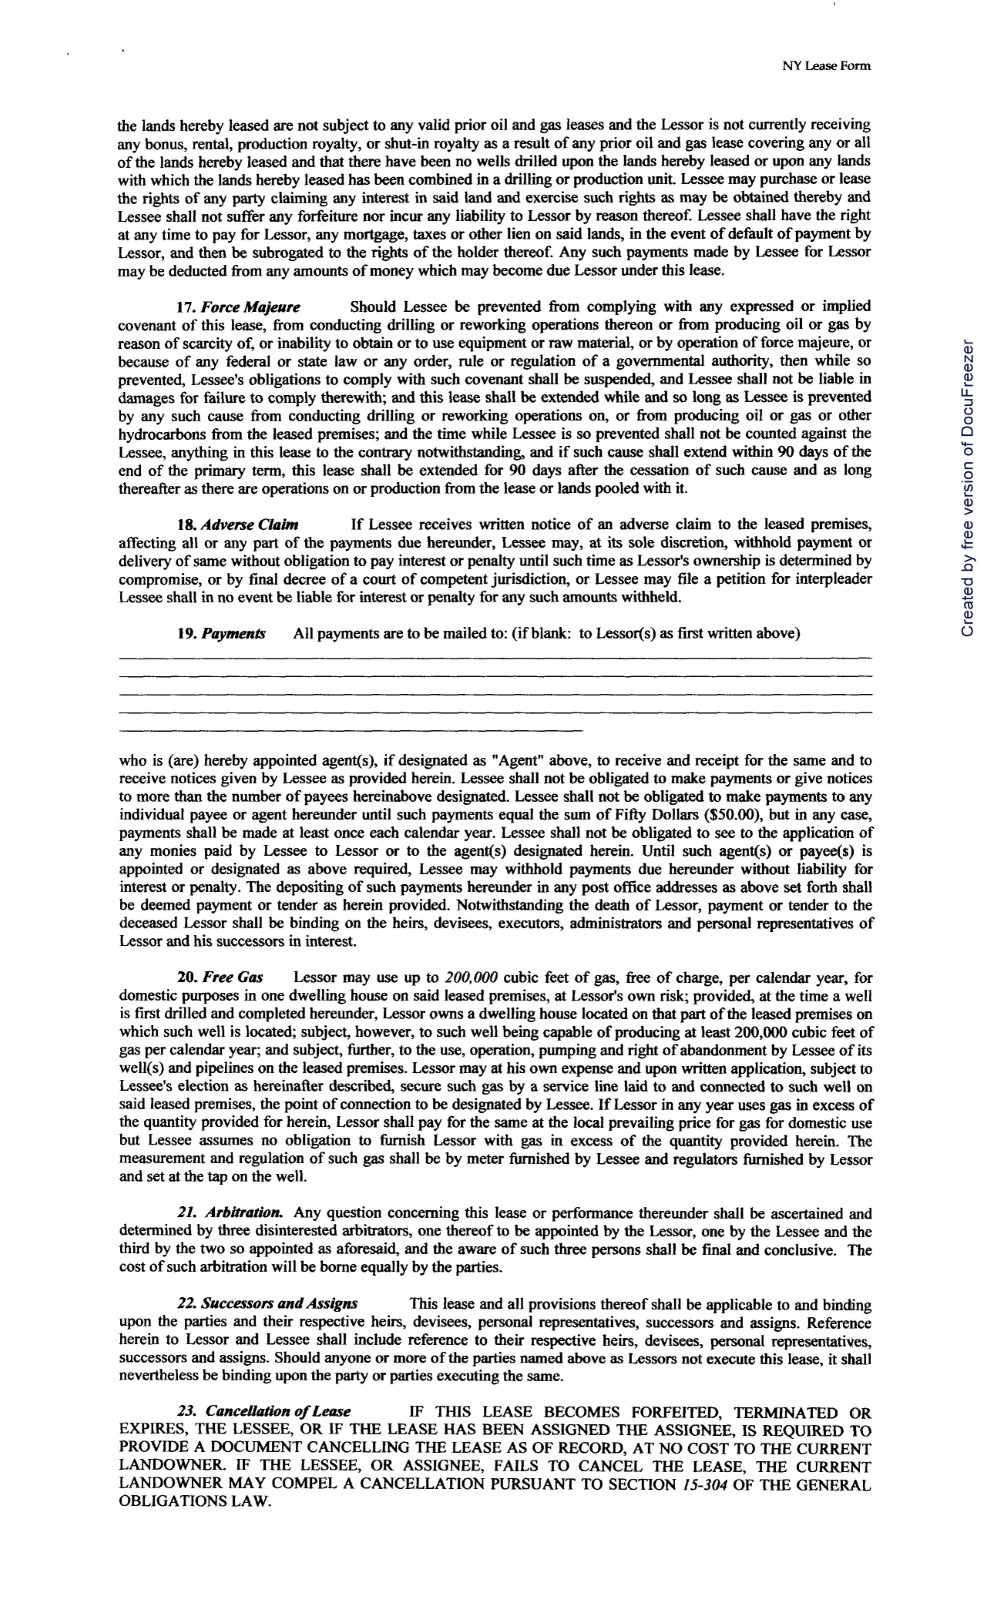 NY Lease Form
the lands hereby leased are not subject to any valid prior oil and gas leases and the Lessor is not currently receiving
any bonus, rental, production royalty, or shut-in royalty as a result of any prior oil and gas lease covering any or all
of the lands hereby leased and that there have been no wells drilled upon the lands hereby leased or upon any lands
with which the lands hereby leased has been combined in a drilling or production unit. Lessee may purchase or lease
the rights of any party claiming any interest in said land and exercise such rights as may be obtained thereby and
Lessee shall not suffer any forfeiture nor incur any liability to Lessor by reason thereof. Lessee shall have the right
at any time to pay for Lessor, any mortgage, taxes or other lien on said lands, in the event of default of payment by
Lessor, and then be subrogated to the rights of the holder thereof. Any such payments made by Lessee for Lessor
may be deducted from any amounts of money which may become due Lessor under this lease.
17. Force Majeure Should Lessee be prevented from complying with any expressed or implied
covenant of this lease, from conducting drilling or reworking operations thereon or from producing oil or gas by
reason of scarcity of, or inability to obtain or to use equipment or raw material, or by operation of force majeure, or
because of any federal or state law or any order, rule or regulation of a governmental authority, then while so
prevented, Lessee's obligations to comply with such covenant shall be suspended, and Lessee shall not be liable in
damages for failure to comply therewith; and this lease shall be extended while and so long as Lessee is prevented
by any such cause from conducting drilling or reworking operations on, or from producing oil or gas or other
hydrocarbons from the leased premises; and the time while Lessee is so prevented shall not be counted against the
Lessee, anything in this lease to the contrary notwithstanding, and if such cause shall extend within 90 days of the
end of the primary term, this lease shall be extended for 90 days after the cessation of such cause and as long
thereafter as there are operations on or production from the lease or lands pooled with it.
18. Adverse Claim If Lessee receives written notice of an adverse claim to the leased premises,
affecting all or any part of the payments due hereunder, Lessee may, at its sole discretion, withhold payment or
delivery of same without obligation to pay interest or penalty until such time as Lessor's ownership is determined by
compromise, or by final decree of a court of competent jurisdiction, or Lessee may file a petition for interpleader
Lessee shall in no event be liable for interest or penalty for any such amounts withheld.
19. Payments All payments are to be mailed to: (if blank: to Lessor(s) as first written above)
who is (are) hereby appointed agent(s), if designated as "Agent" above, to receive and receipt for the same and to
receive notices given by Lessee as provided herein. Lessee shall not be obligated to make payments or give notices
to more than the number of payees hereinabove designated. Lessee shall not be obligated to make payments to any
individual payee or agent hereunder until such payments equal the sum of Fifty Dollars ($50.00), but in any case,
payments shall be made at least once each calendar year. Lessee shall not be obligated to see to the application of
any monies paid by Lessee to Lessor or to the agent(s) designated herein. Until such agent(s) or payee(s) is
appointed or designated as above required, Lessee may withhold payments due hereunder without liability for
interest or penalty. The depositing of such payments hereunder in any post office addresses as above set forth shall
be deemed payment or tender as herein provided. Notwithstanding the death of Lessor, payment or tender to the
deceased Lessor shall be binding on the heirs, devisees, executors, administrators and personal representatives of
Lessor and his successors in interest.
20. Free Gas Lessor may use up to 200,000 cubic feet of gas, free of charge, per calendar year, for
domestic purposes in one dwelling house on said leased premises, at Lessor's own risk; provided, at the time a well
is first drilled and completed hereunder, Lessor owns a dwelling house located on that part of the leased premises on
which such well is located; subject, however, to such well being capable of producing at least 200,000 cubic feet of
gas per calendar year; and subject, further, to the use, operation, pumping and right of abandonment by Lessee of its
well(s) and pipelines on the leased premises. Lessor may at his own expense and upon written application, subject to
Lessee's election as hereinafter described, secure such gas by a service line laid to and connected to such well on
said leased premises, the point of connection to be designated by Lessee. If Lessor in any year uses gas in excess of
the quantity provided for herein, Lessor shall pay for the same at the local prevailing price for gas for domestic use
but Lessee assumes no obligation to furnish Lessor with gas in excess of the quantity provided herein. The
measurement and regulation of such gas shall be by meter furnished by Lessee and regulators furnished by Lessor
and set at the tap on the well.
21. Arbitration. Any question concerning this lease or performance thereunder shall be ascertained and
determined by three disinterested arbitrators, one thereof to be appointed by the Lessor, one by the Lessee and the
third by the two so appointed as aforesaid, and the aware of such three persons shall be final and conclusive. The
cost of such arbitration will be borne equally by the parties.
22. Successors and Assigns This lease and all provisions thereof shall be applicable to and binding
upon the parties and their respective heirs, devisees, personal representatives, successors and assigns. Reference
herein to Lessor and Lessee shall include reference to their respective heirs, devisees, personal representatives,
successors and assigns. Should anyone or more of the parties named above as Lessors not execute this lease, it shall
nevertheless be binding upon the party or parties executing the same.
23. Cancellation of Lease IF THIS LEASE BECOMES FORFEITED, TERMINATED OR
EXPIRES, THE LESSEE, OR IF THE LEASE HAS BEEN ASSIGNED THE ASSIGNEE, IS REQUIRED TO
PROVIDE A DOCUMENT CANCELLING THE LEASE AS OF RECORD, AT NO COST TO THE CURRENT
LANDOWNER. IF THE LESSEE, OR ASSIGNEE, FAILS TO CANCEL THE LEASE, THE CURRENT
LANDOWNER MAY COMPEL A CANCELLATION PURSUANT TO SECTION 15-304 OF THE GENERAL
OBLIGATIONS LAW.
Created by free version of DocuFreezer